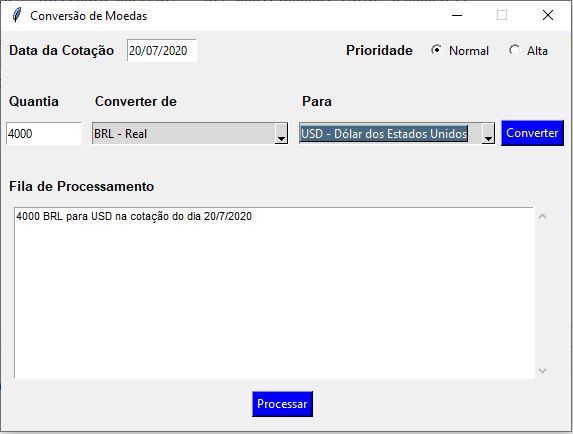 Conversão de Moedas
Data da Cotação 20/07/2020 Prioridade Normal Alta
Quantia Converter de Para
4000 BRL - Real USD - Dólar dos Estados Unidos Converter
Fila de Processamento
4000 BRL para USD na cotação do dia 20/7/2020
Processar